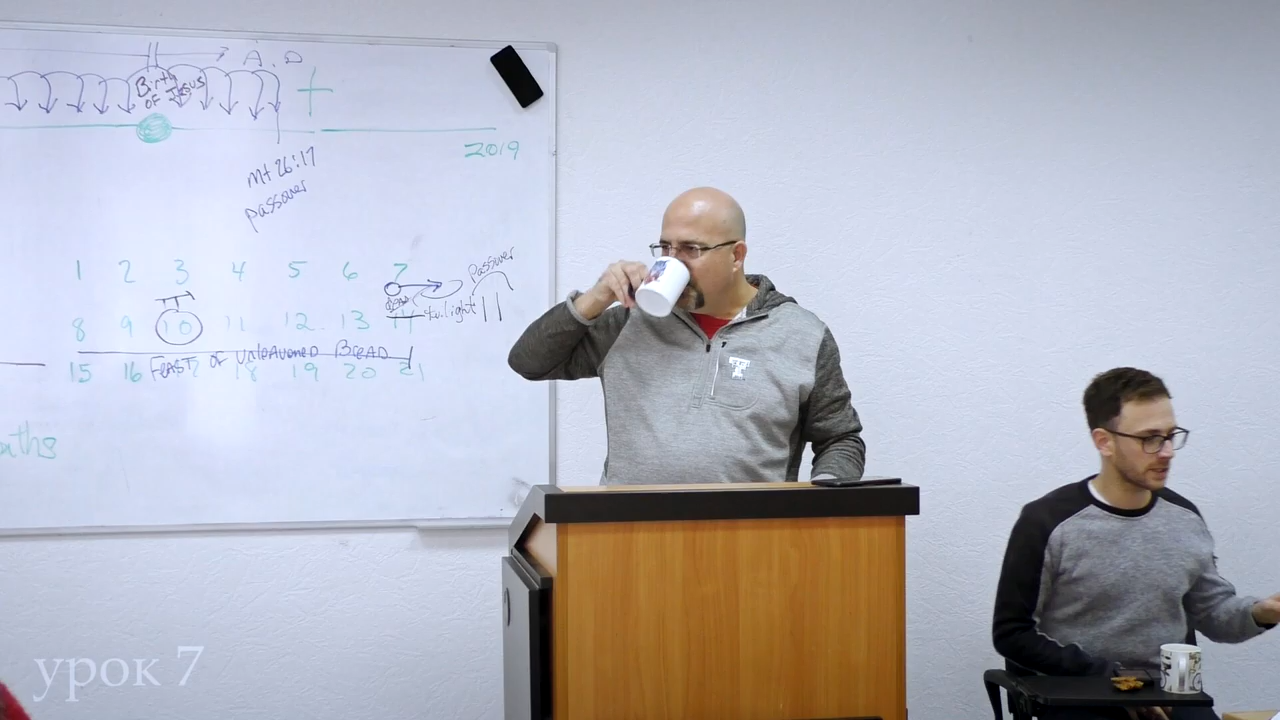 A.D
Birth
OF Jesus
2019
mt 26:17
passover
1 2 3 4 5 6 7
Passover
twilight
8 9 10 11 12 13 14
FEAST OF UNleavened Bread
15 16 18 19 20 21
урок 7